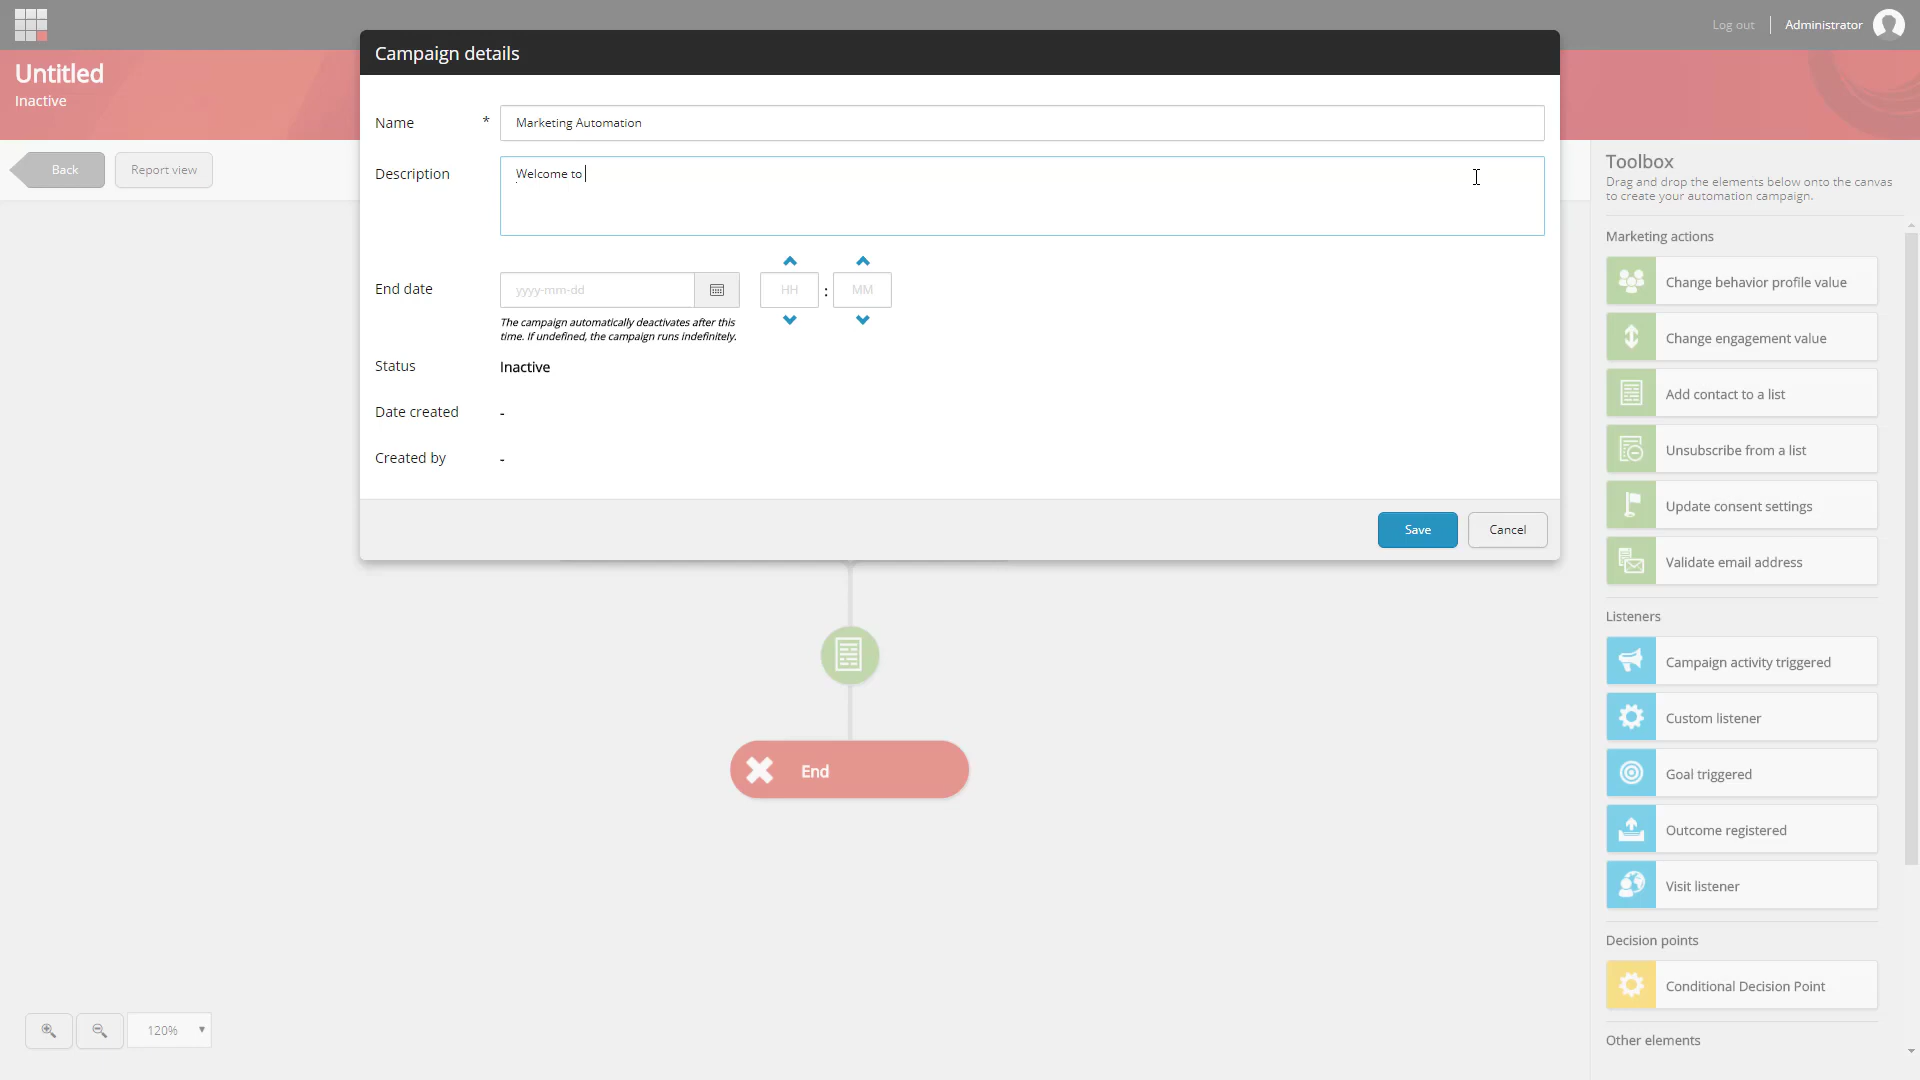 Log out
Administrator
Untitled
Inactive
Back
Report view
Campaign details
Name *
Marketing Automation
Description
Welcome to
End date
yyyy-mm-dd
HH : MM
The campaign automatically deactivates after this
time. If undefined, the campaign runs indefinitely.
Status
Inactive
Date created
-
Created by
-
Save
Cancel
End
120%
Toolbox
Drag and drop the elements below onto the canvas
to create your automation campaign.
Marketing actions
Change behavior profile value
Change engagement value
Add contact to a list
Unsubscribe from a list
Update consent settings
Validate email address
Listeners
Campaign activity triggered
Custom listener
Goal triggered
Outcome registered
Visit listener
Decision points
Conditional Decision Point
Other elements